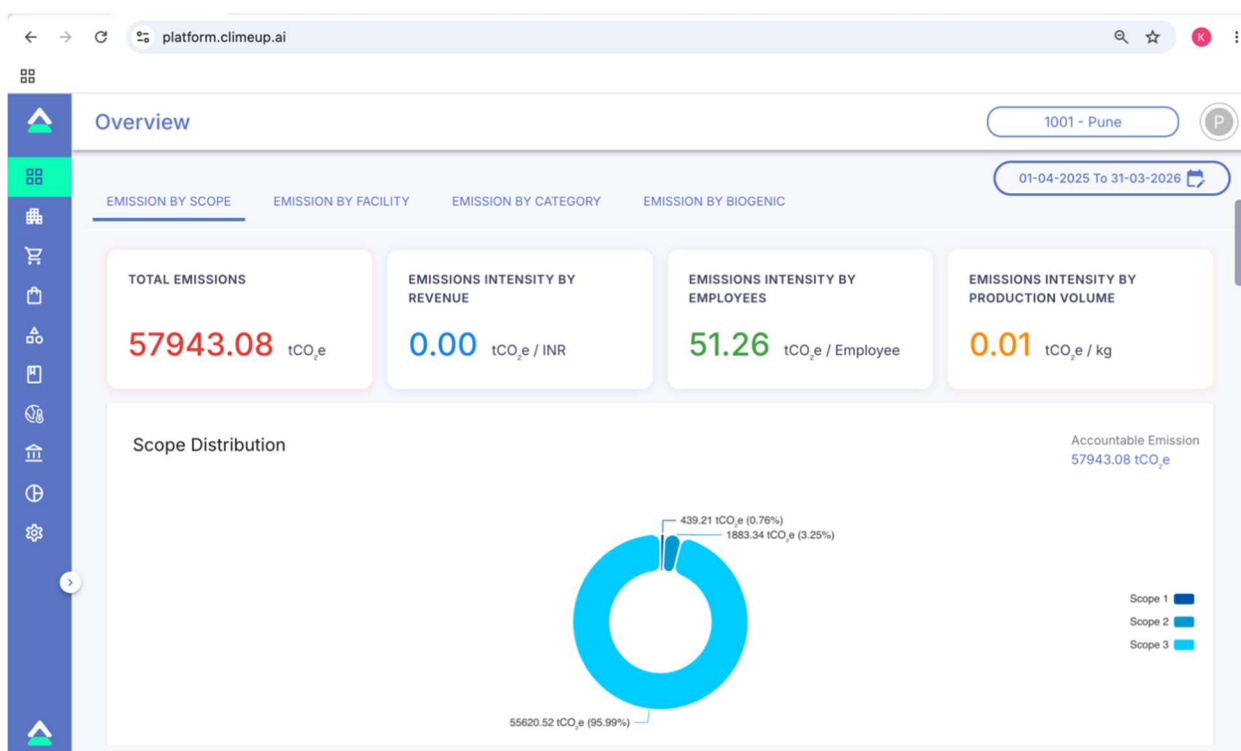 platform.climeup.ai
K
Overview
1001 - Pune
P
01-04-2025 To 31-03-2026
EMISSION BY SCOPE
EMISSION BY FACILITY
EMISSION BY CATEGORY
EMISSION BY BIOGENIC
TOTAL EMISSIONS
57943.08 tCO₂e
EMISSIONS INTENSITY BY
REVENUE
0.00 tCO₂e / INR
EMISSIONS INTENSITY BY
EMPLOYEES
51.26 tCO₂e / Employee
EMISSIONS INTENSITY BY
PRODUCTION VOLUME
0.01 tCO₂e / kg
Scope Distribution
Accountable Emission
57943.08 tCO₂e
439.21 tCO₂e (0.76%)
1883.34 tCO₂e (3.25%)
Scope 1
Scope 2
Scope 3
55620.52 tCO₂e (95.99%)